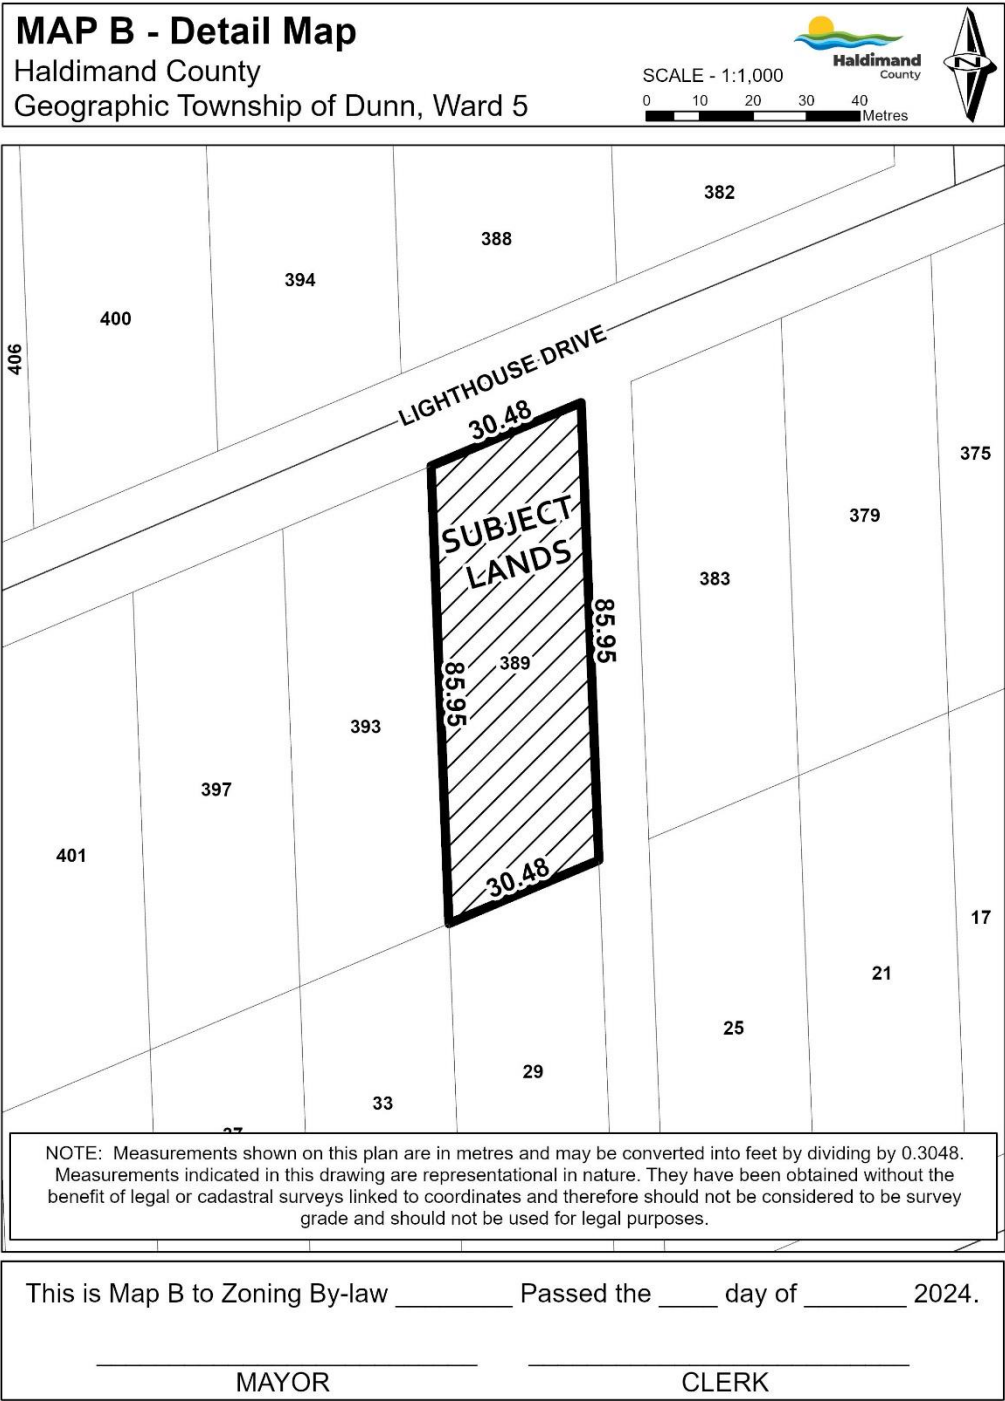 MAP B - Detail Map
Haldimand County
Geographic Township of Dunn, Ward 5
SCALE - 1:1,000
0 10 20 30 40
Metres
Haldimand
County
N
382
388
394
400
406
LIGHTHOUSE DRIVE
30.48
375
SUBJECT
LANDS
379
383
85.95
389
85.95
393
397
401
30.48
17
21
25
29
33
NOTE: Measurements shown on this plan are in metres and may be converted into feet by dividing by 0.3048.
Measurements indicated in this drawing are representational in nature. They have been obtained without the
benefit of legal or cadastral surveys linked to coordinates and therefore should not be considered to be survey
grade and should not be used for legal purposes.
This is Map B to Zoning By-law ________ Passed the ____ day of _______ 2024.
MAYOR
CLERK